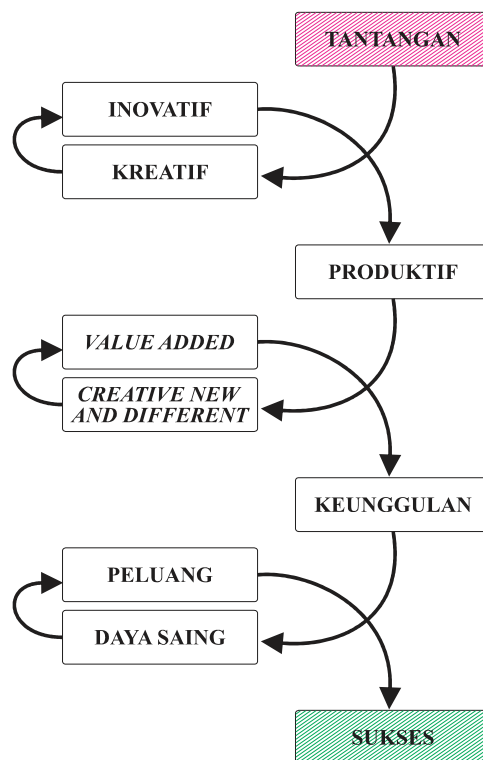 TANTANGAN
INOVATIF
KREATIF
PRODUKTIF
VALUE ADDED
CREATIVE NEW
AND DIFFERENT
KEUNGGULAN
PELUANG
DAYA SAING
SUKSES